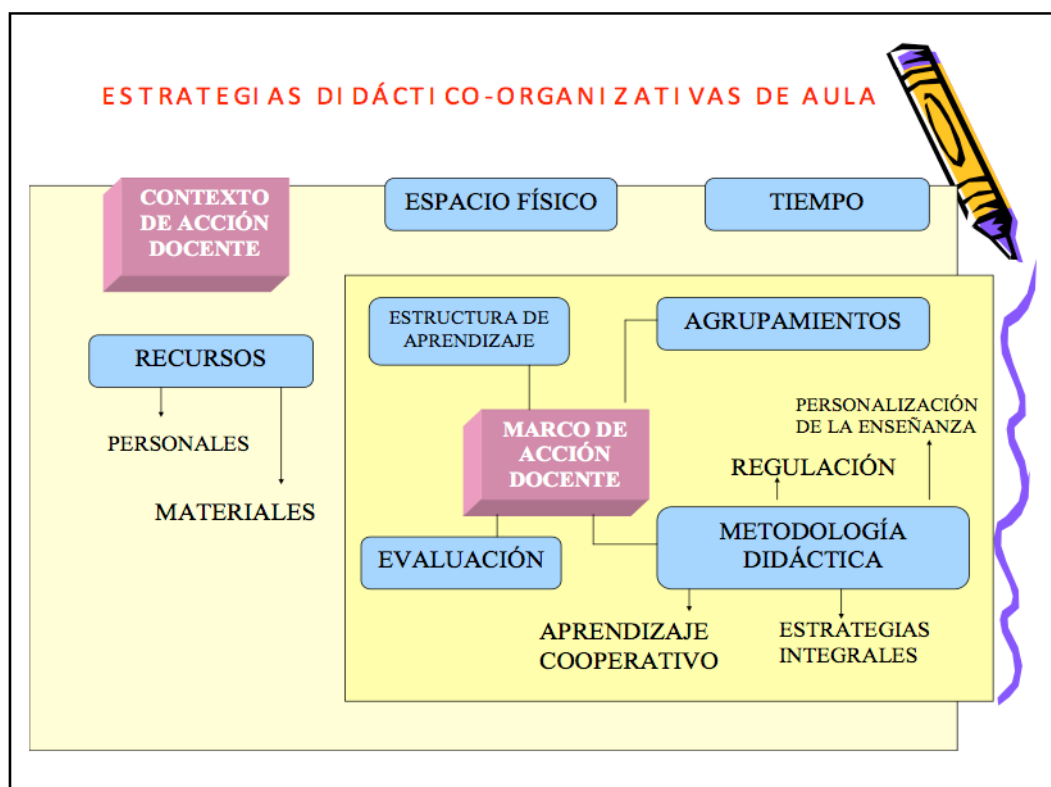 ESTRATEGIAS DIDÁCTICO-ORGANIZATIVAS DE AULA
CONTEXTO
DE ACCIÓN
DOCENTE
ESPACIO FÍSICO
TIEMPO
RECURSOS
PERSONALES
MATERIALES
ESTRUCTURA DE
APRENDIZAJE
AGRUPAMIENTOS
MARCO DE
ACCIÓN
DOCENTE
PERSONALIZACIÓN
DE LA ENSEÑANZA
REGULACIÓN
EVALUACIÓN
METODOLOGÍA
DIDÁCTICA
APRENDIZAJE
COOPERATIVO
ESTRATEGIAS
INTEGRALES